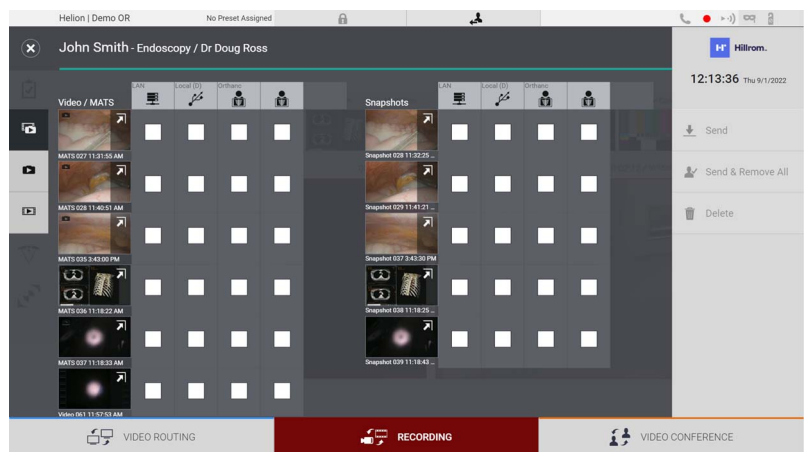 Helion | Demo OR
No Preset Assigned
John Smith - Endoscopy / Dr Doug Ross
Hillrom.
12:13:36 Thu 9/1/2022
Video / MATS
LAN
Local (D)
Orthanc
Snapshots
LAN
Local (D)
Orthanc
MATS 027 11:31:55 AM
Snapshot 028 11:32:25 ...
MATS 028 11:40:51 AM
Snapshot 029 11:41:21 ...
MATS 035 3:43:00 PM
Snapshot 037 3:43:30 PM
MATS 036 11:18:22 AM
Snapshot 038 11:18:25 ...
MATS 037 11:18:33 AM
Snapshot 039 11:18:43 ...
Video 061 11:57:53 AM
Send
Send & Remove All
Delete
VIDEO ROUTING
RECORDING
VIDEO CONFERENCE